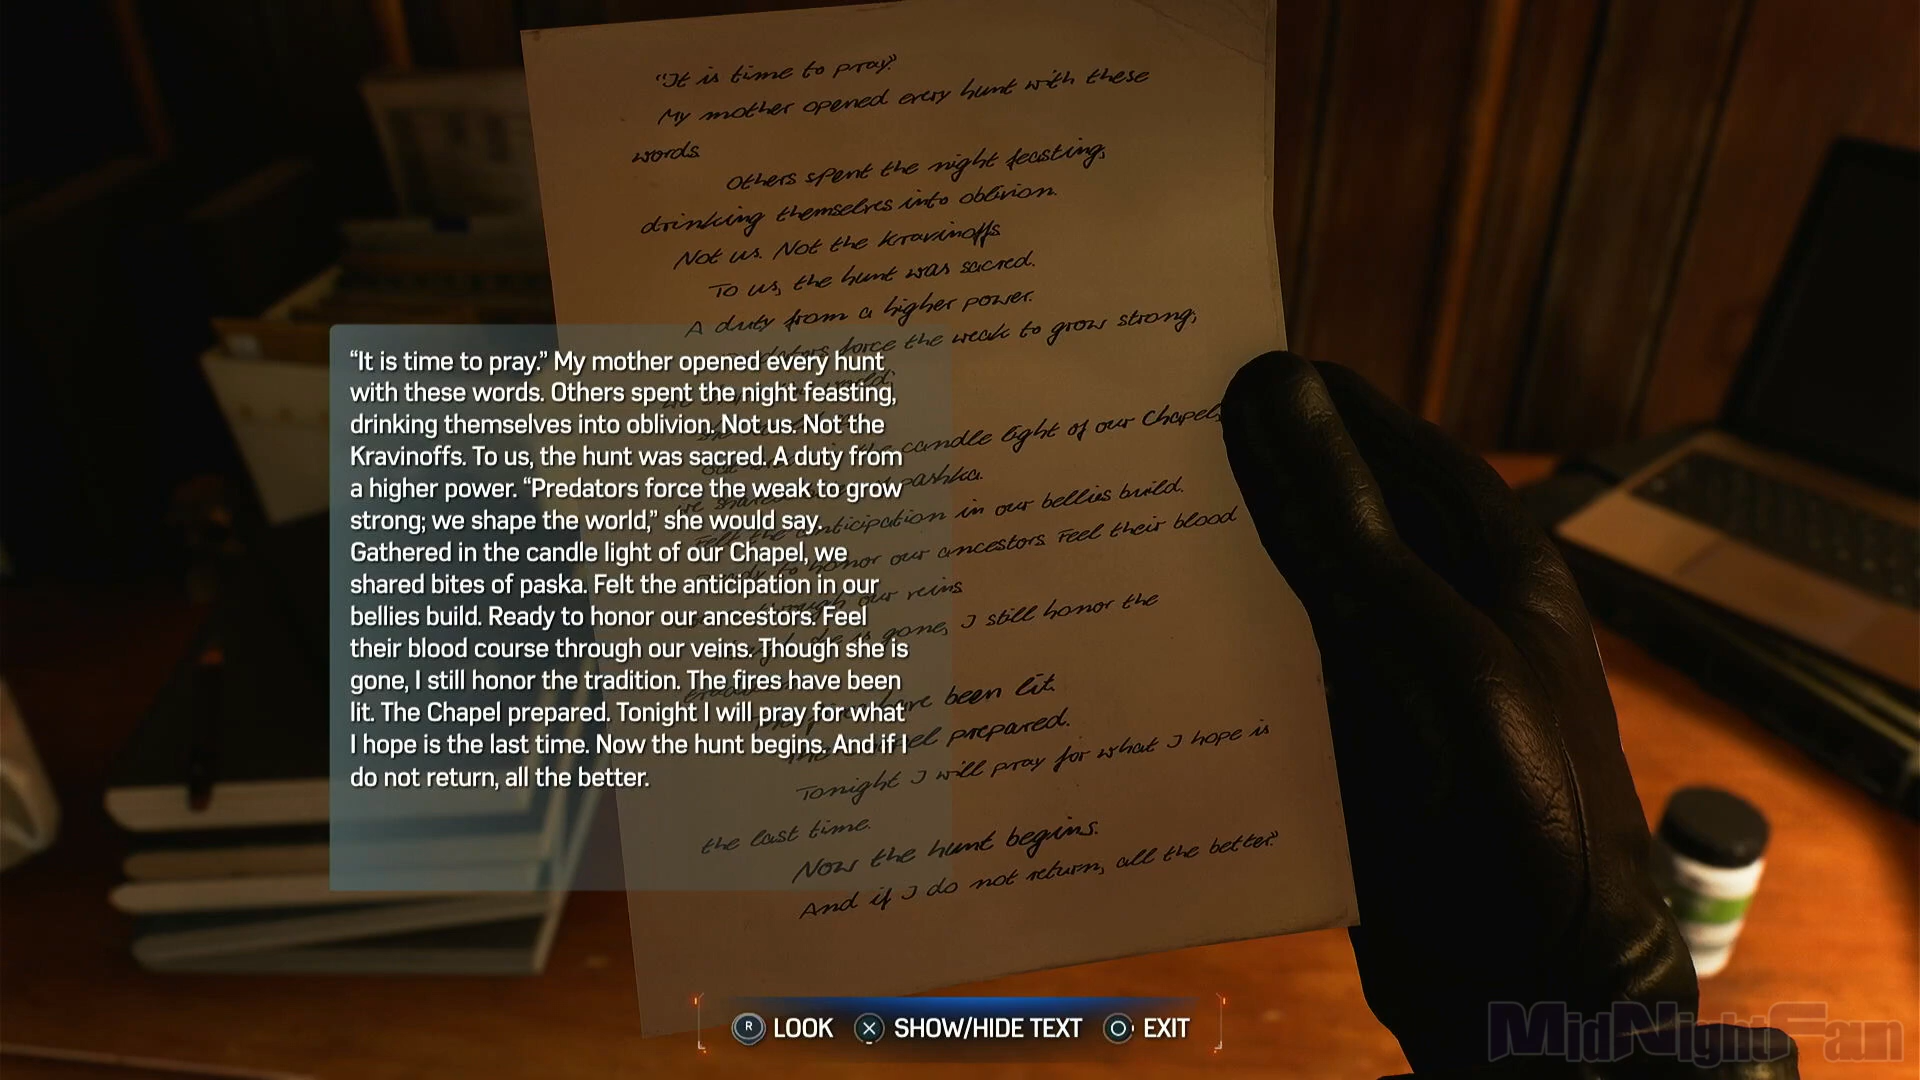 “It is time to pray.”
My mother opened every hunt with these
words.
Others spent the night feasting,
drinking themselves into oblivion.
Not us. Not the Kravinoffs
To us, the hunt was sacred.
A duty from a higher power.
force the weak to grow strong;
candle light of our Chapel,
pashka.
anticipation in our bellies build.
to honor our ancestors. Feel their blood
through our veins
is gone, I still honor the
have been lit.
prepared.
Tonight I will pray for what I hope is
the last time.
Now the hunt begins.
And if I do not return, all the better.”
“It is time to pray.” My mother opened every hunt
with these words. Others spent the night feasting,
drinking themselves into oblivion. Not us. Not the
Kravinoffs. To us, the hunt was sacred. A duty from
a higher power. “Predators force the weak to grow
strong; we shape the world,” she would say.
Gathered in the candle light of our Chapel, we
shared bites of paska. Felt the anticipation in our
bellies build. Ready to honor our ancestors. Feel
their blood course through our veins. Though she is
gone, I still honor the tradition. The fires have been
lit. The Chapel prepared. Tonight I will pray for what
I hope is the last time. Now the hunt begins. And if I
do not return, all the better.
R LOOK SHOW/HIDE TEXT EXIT
MidNightFan